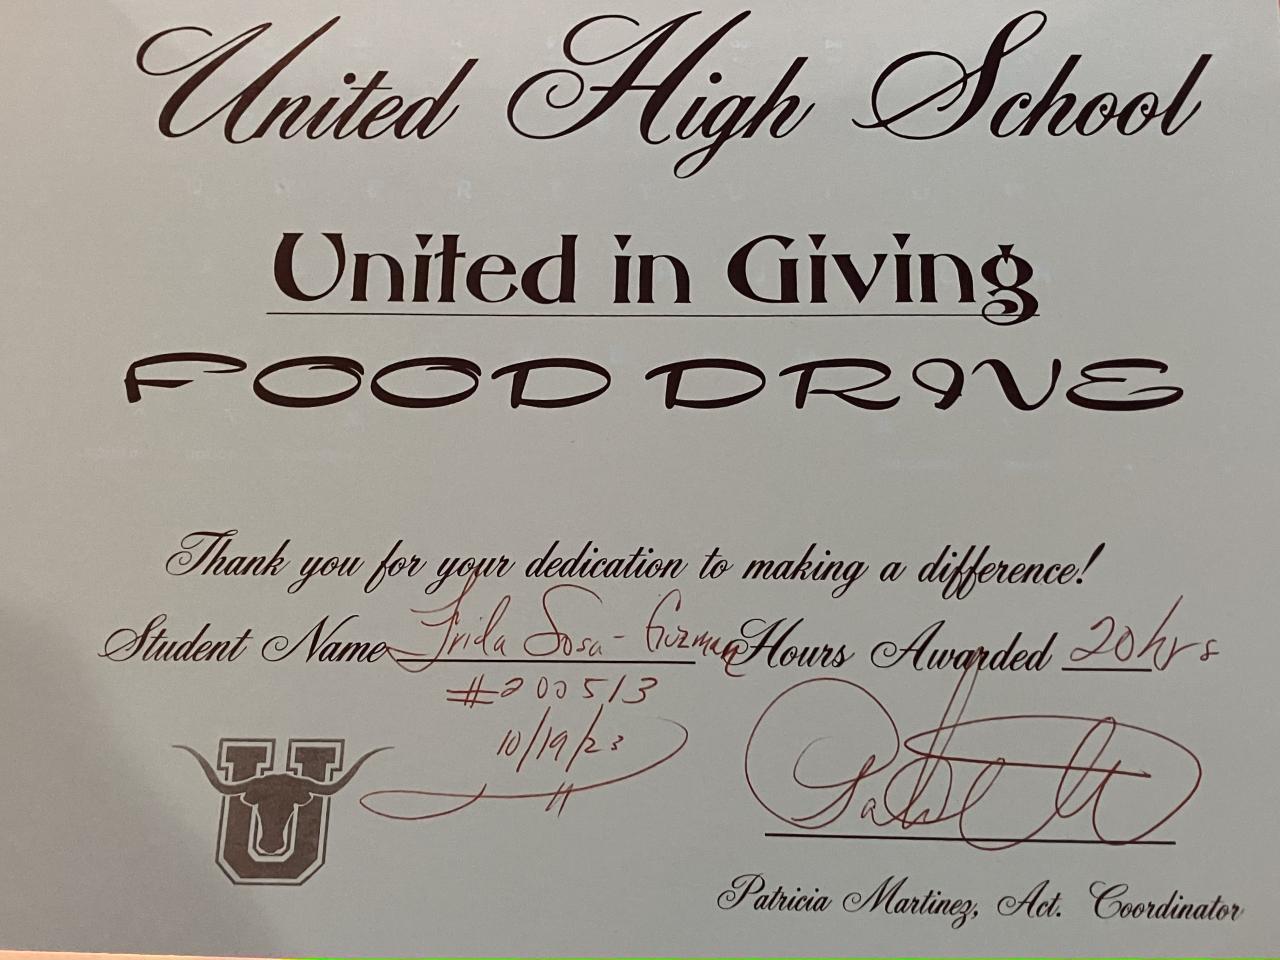 United High School
United in Giving
FOOD DRIVE
Thank you for your dedication to making a difference!
Student Name Frida Sosa-Guzman Hours Awarded 20hrs
#200513
10/19/23
U
Patricia Martinez, Act. Coordinator